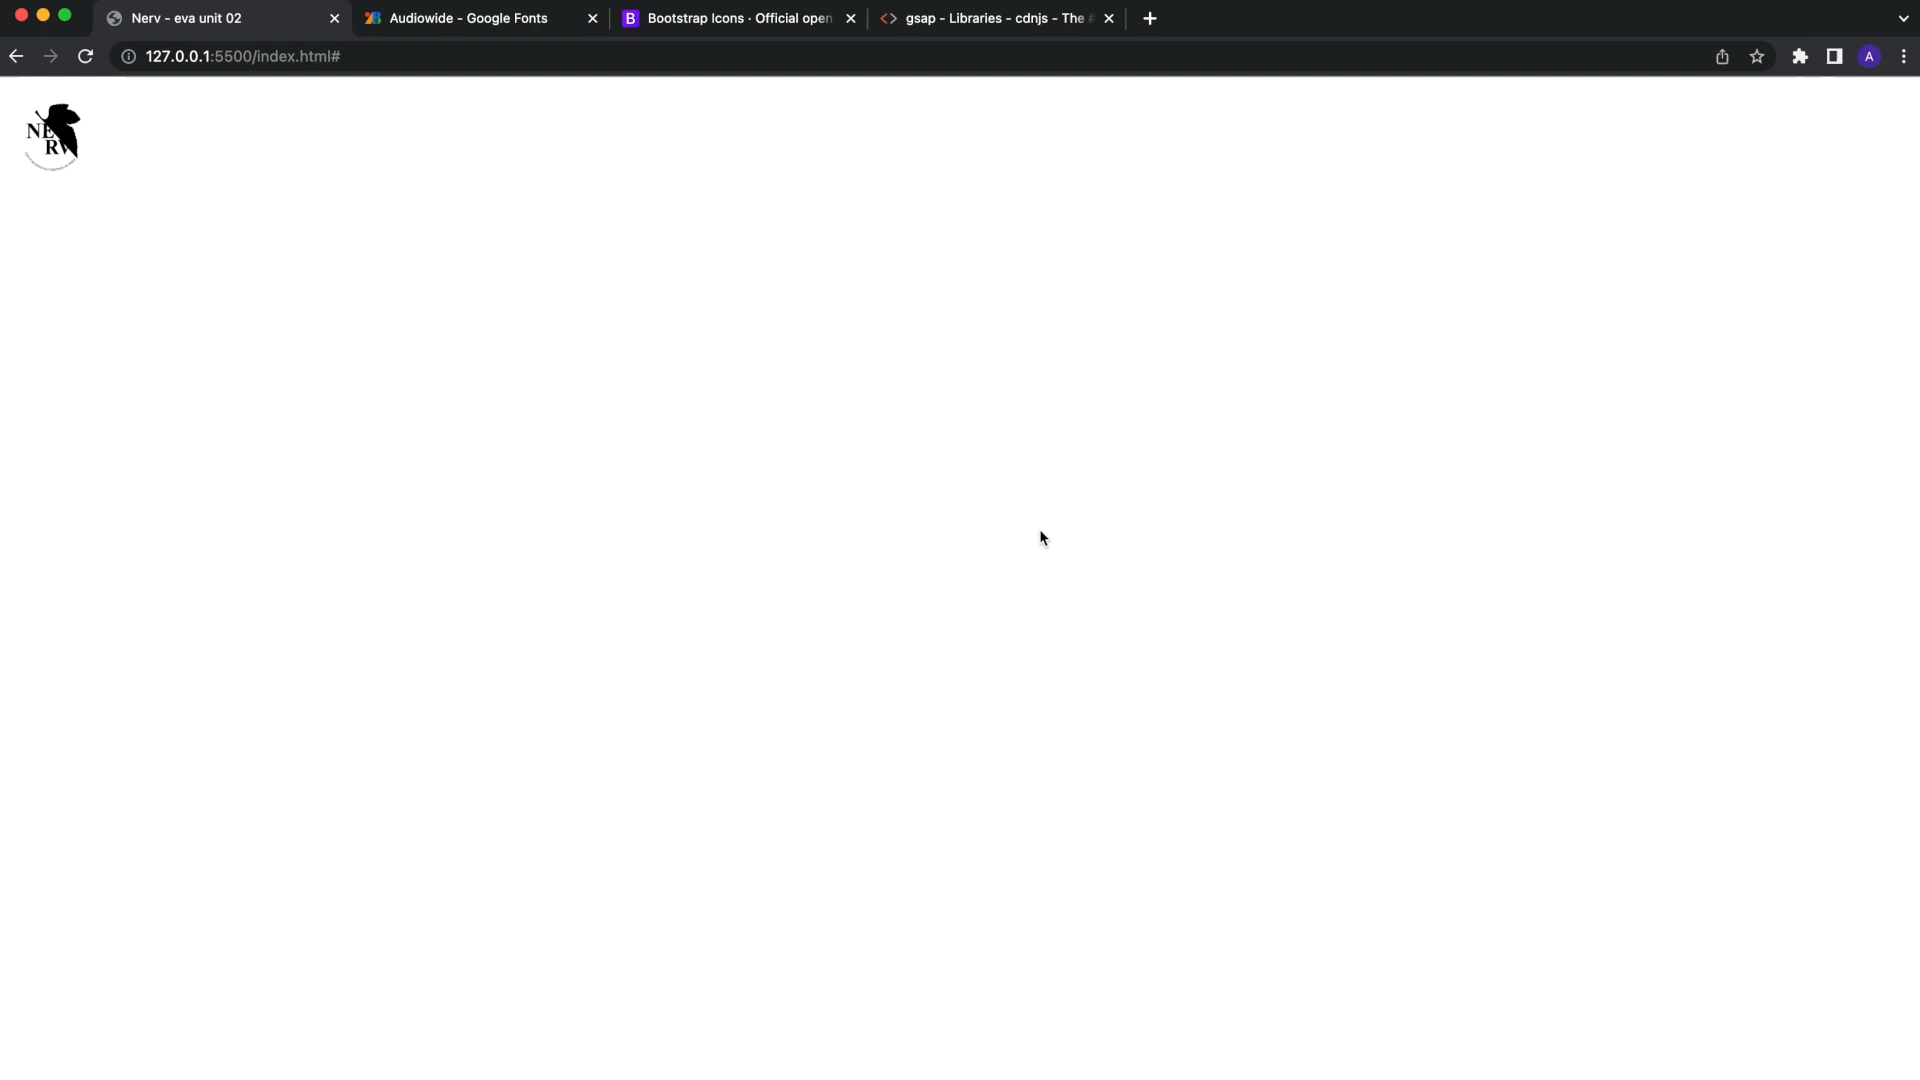 Nerv - eva unit 02
Audiowide - Google Fonts
Bootstrap Icons · Official open
gsap - Libraries - cdnjs - The #
127.0.0.1:5500/index.html#
A
B
NE
RV